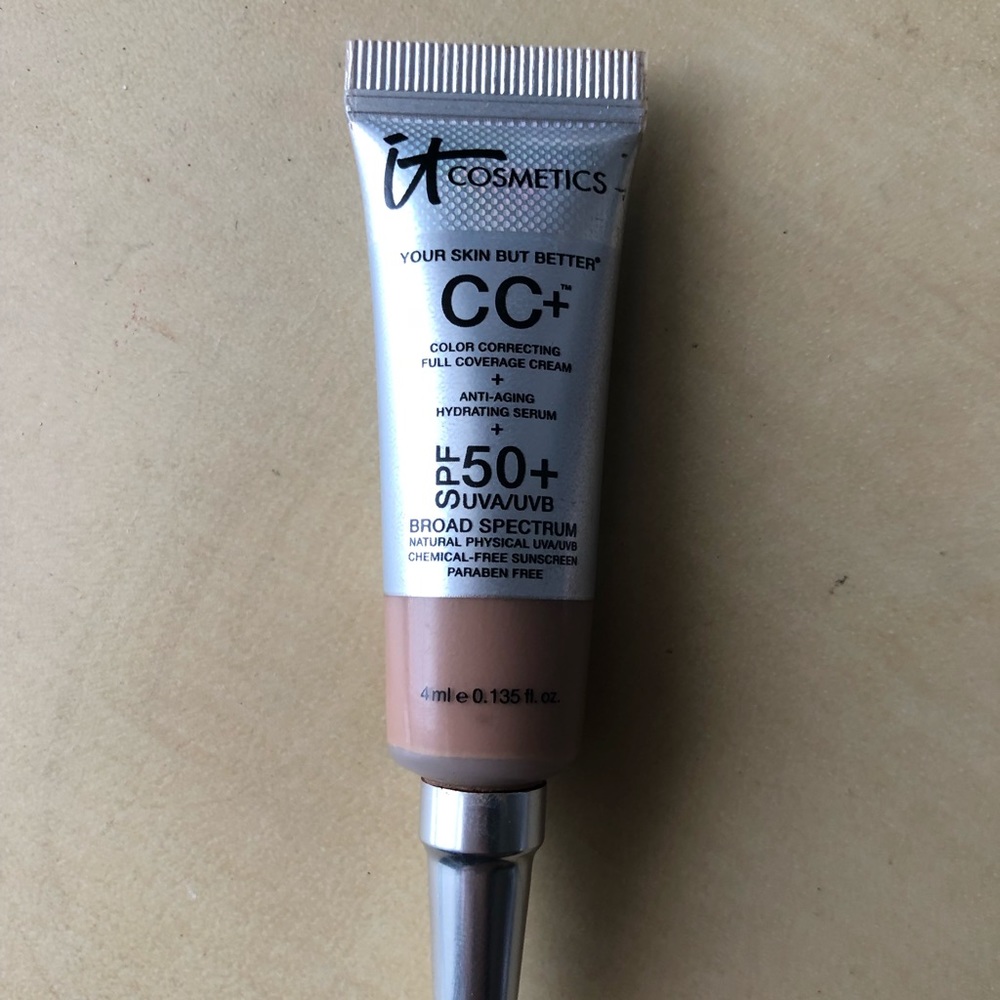 it COSMETICS
YOUR SKIN BUT BETTER®
CC+™
COLOR CORRECTING
FULL COVERAGE CREAM
+
ANTI-AGING
HYDRATING SERUM
+
SPF 50+
UVA/UVB
BROAD SPECTRUM
NATURAL PHYSICAL UVA/UVB
CHEMICAL-FREE SUNSCREEN
PARABEN FREE
4ml e 0.135 fl. oz.